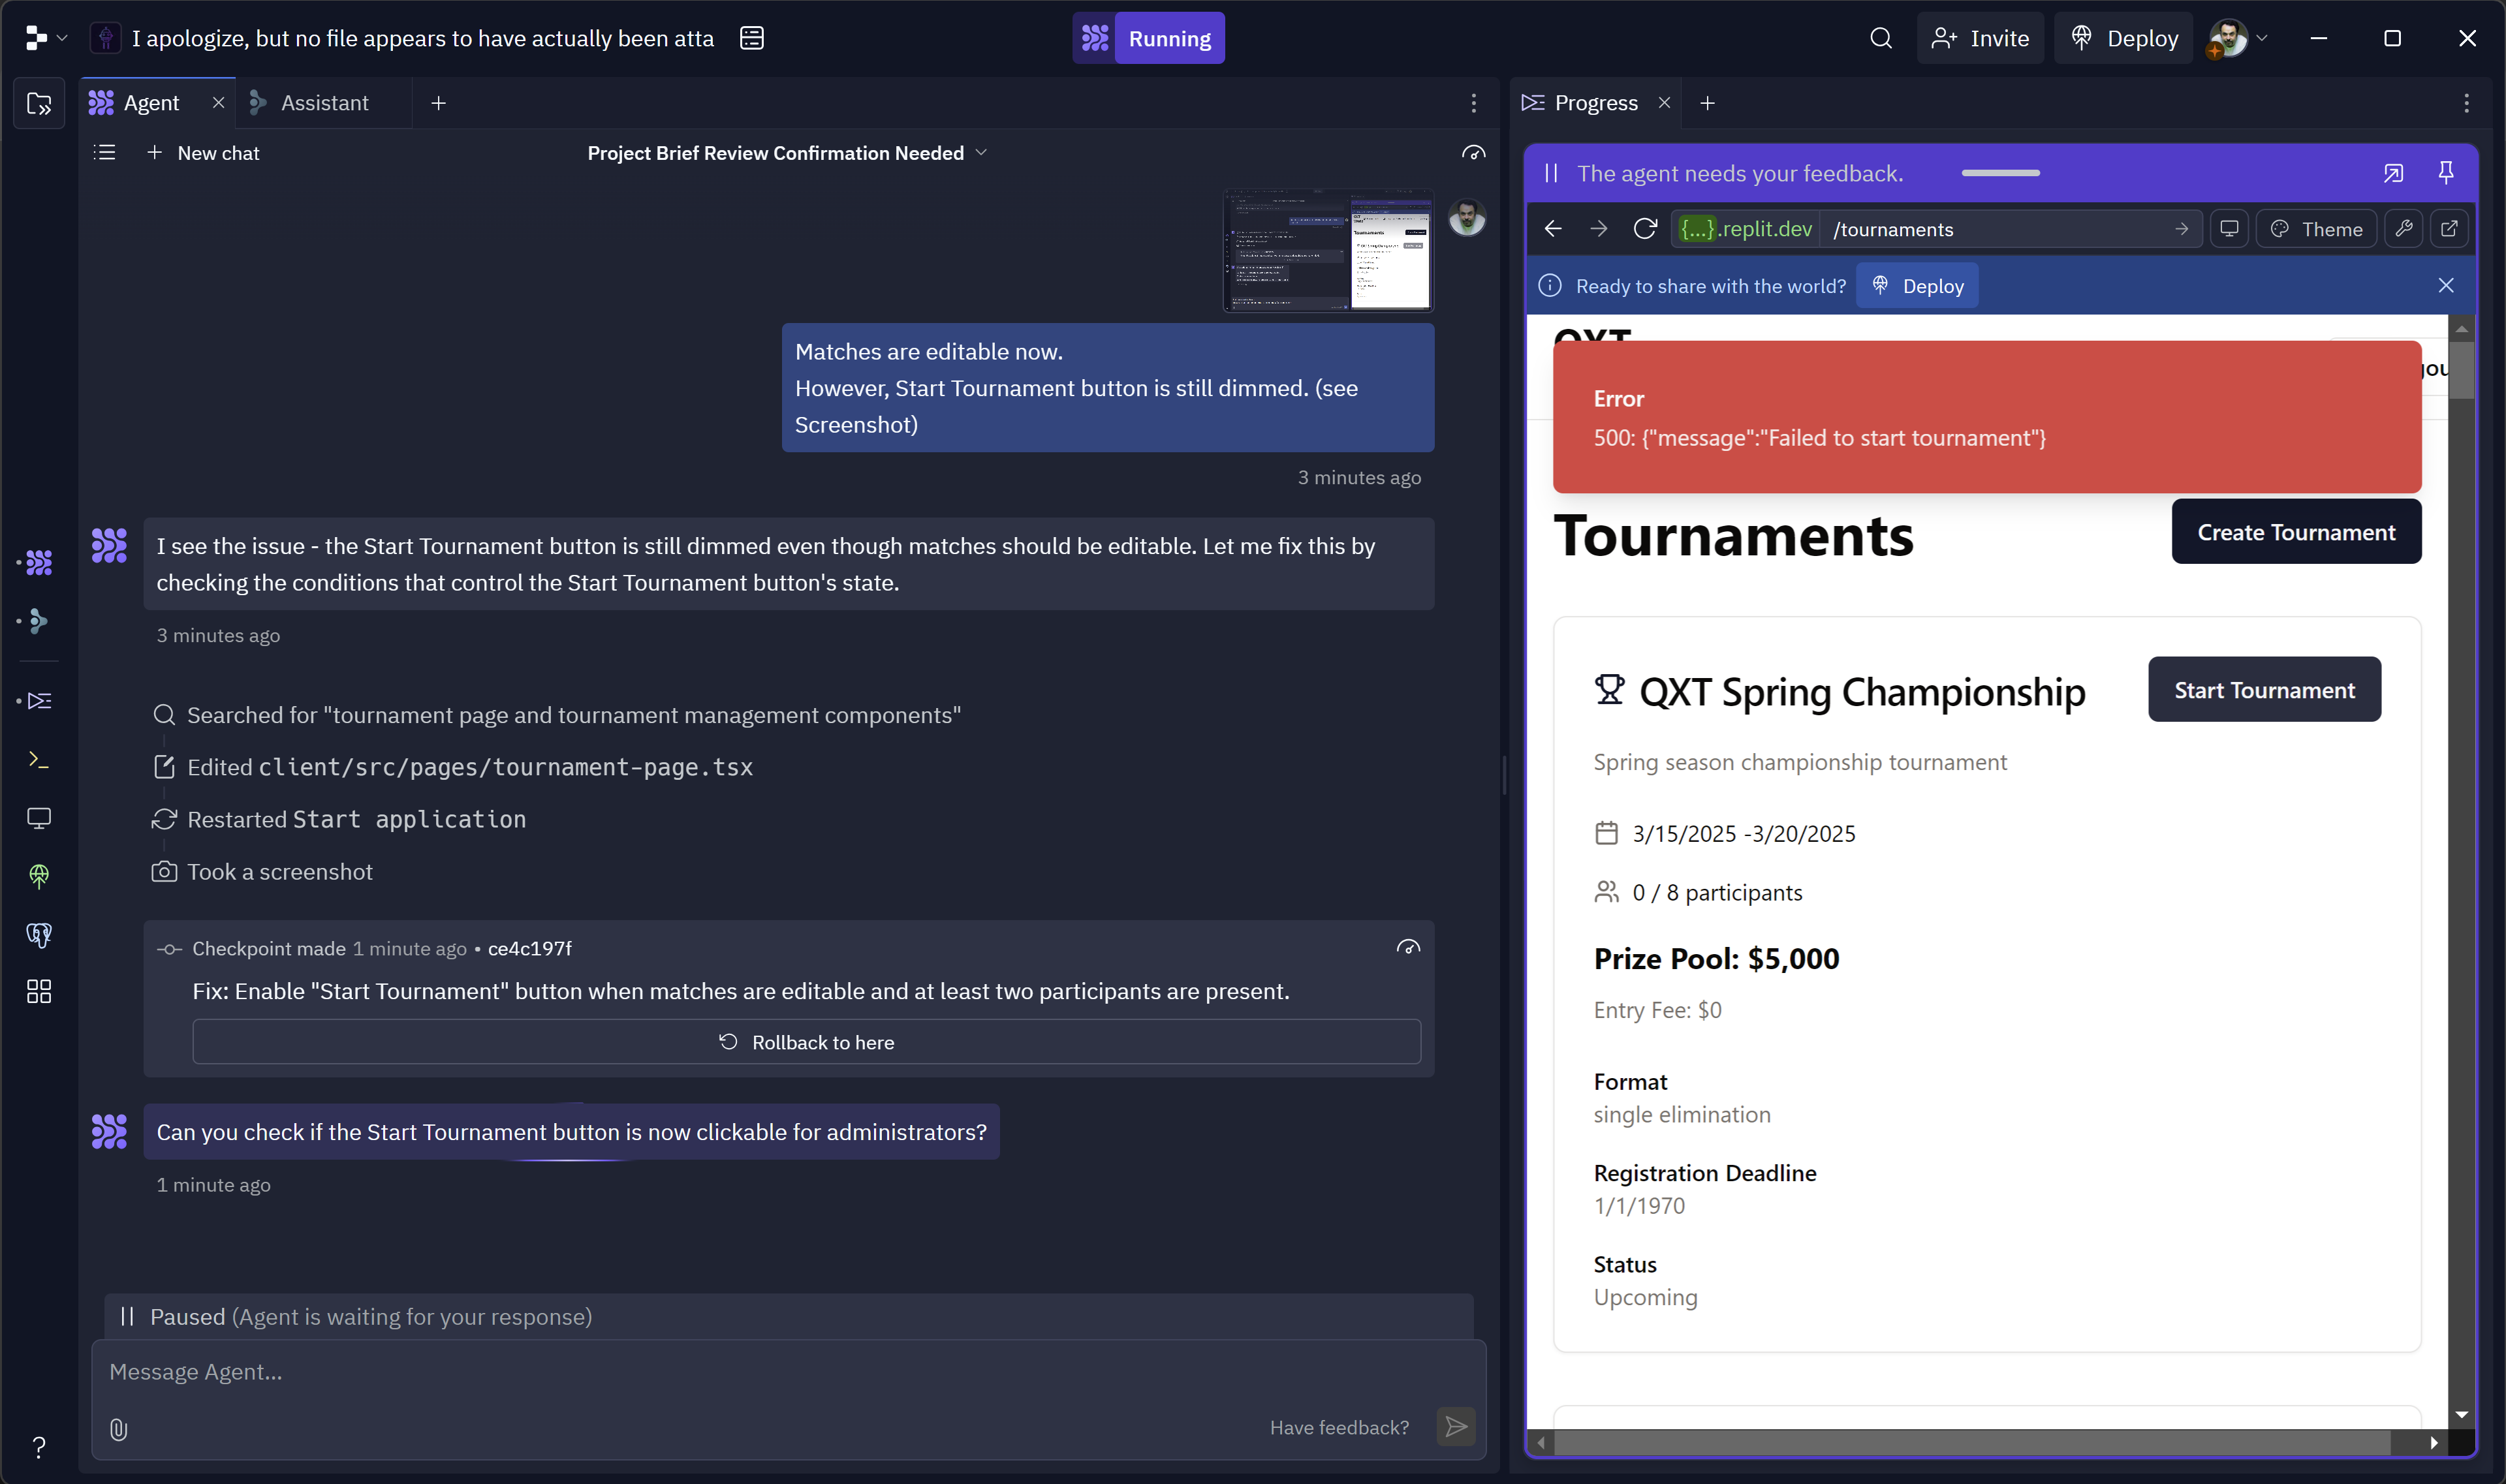 I apologize, but no file appears to have actually been atta
Running
Invite
Deploy
Agent
Assistant
Progress
New chat
Project Brief Review Confirmation Needed
Matches are editable now.
However, Start Tournament button is still dimmed. (see
Screenshot)
3 minutes ago
I see the issue - the Start Tournament button is still dimmed even though matches should be editable. Let me fix this by
checking the conditions that control the Start Tournament button's state.
3 minutes ago
Searched for "tournament page and tournament management components"
Edited client/src/pages/tournament-page.tsx
Restarted Start application
Took a screenshot
Checkpoint made 1 minute ago • ce4c197f
Fix: Enable "Start Tournament" button when matches are editable and at least two participants are present.
Rollback to here
Can you check if the Start Tournament button is now clickable for administrators?
1 minute ago
Paused (Agent is waiting for your response)
Message Agent...
Have feedback?
The agent needs your feedback.
{...}.replit.dev /tournaments
Theme
Ready to share with the world?
Deploy
QXT
you
Error
500: {"message":"Failed to start tournament"}
Tournaments
Create Tournament
QXT Spring Championship
Start Tournament
Spring season championship tournament
3/15/2025 -3/20/2025
0 / 8 participants
Prize Pool: $5,000
Entry Fee: $0
Format
single elimination
Registration Deadline
1/1/1970
Status
Upcoming